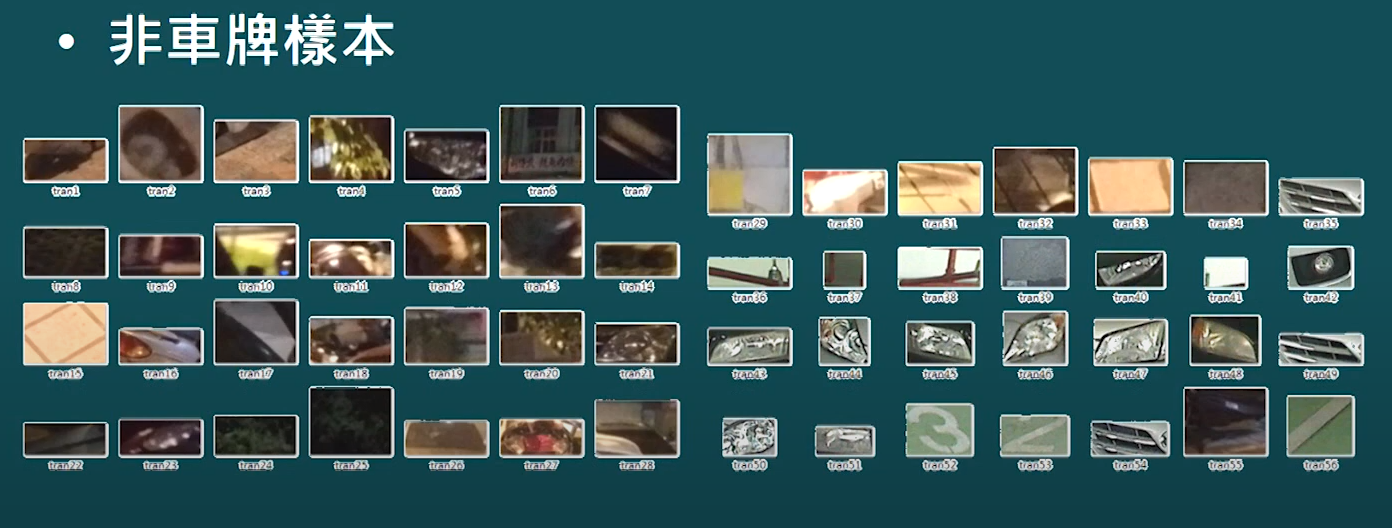 • 非車牌樣本
tran1 tran2 tran3 tran4 tran5 tran6 tran7
tran8 tran9 tran10 tran11 tran12 tran13 tran14
tran15 tran16 tran17 tran18 tran19 tran20 tran21
tran22 tran23 tran24 tran25 tran26 tran27 tran28
tran29 tran30 tran31 tran32 tran33 tran34 tran35
tran36 tran37 tran38 tran39 tran40 tran41 tran42
tran43 tran44 tran45 tran46 tran47 tran48 tran49
3
tran50 tran51 tran52 tran53 tran54 tran55 tran56